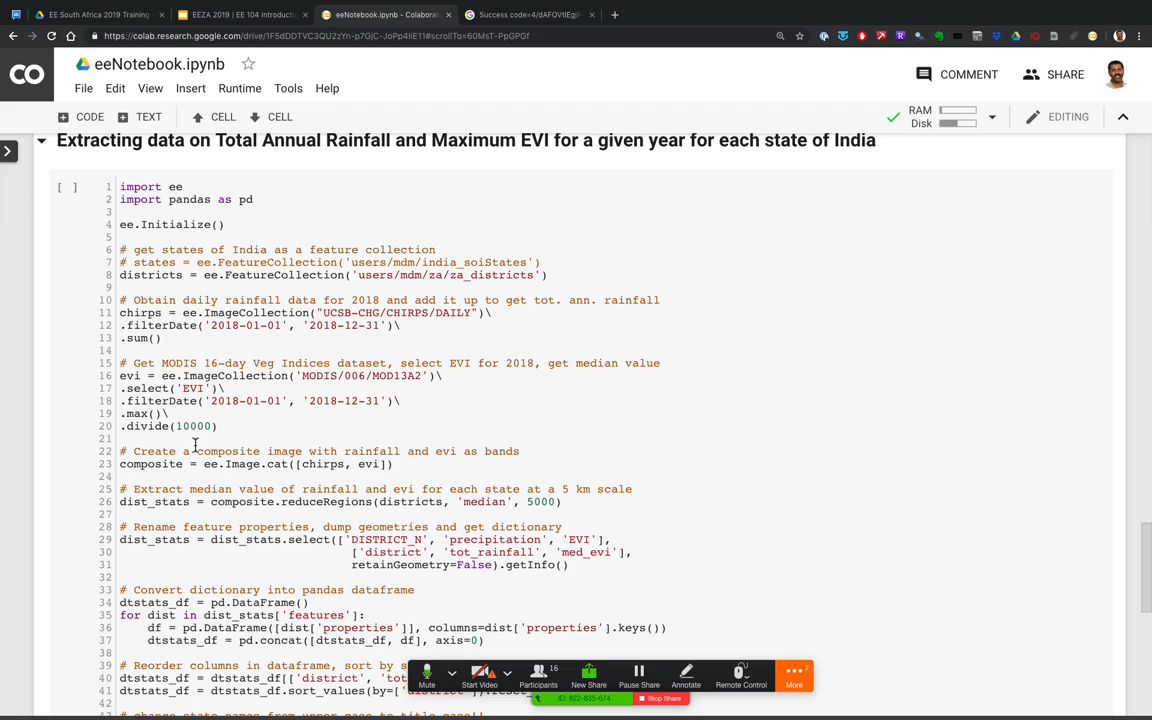 EE South Africa 2019 Training
EEZA 2019 | EE 104 Introducti
eeNotebook.ipynb - Colaborat
Success code=4/dAFOVtIEgjF
https://colab.research.google.com/drive/1F5dDDTVC3QU2zYn-p7GjC-JoPp4IiE11#scrollTo=60MsT-PpGPGf
CO
eeNotebook.ipynb
COMMENT
SHARE
File Edit View Insert Runtime Tools Help
CODE TEXT CELL CELL
RAM
Disk
EDITING
Extracting data on Total Annual Rainfall and Maximum EVI for a given year for each state of India
[ ]
1 import ee
2 import pandas as pd
3
4 ee.Initialize()
5
6 # get states of India as a feature collection
7 # states = ee.FeatureCollection('users/mdm/india_soiStates')
8 districts = ee.FeatureCollection('users/mdm/za/za_districts')
9
10 # Obtain daily rainfall data for 2018 and add it up to get tot. ann. rainfall
11 chirps = ee.ImageCollection("UCSB-CHG/CHIRPS/DAILY")\
12 .filterDate('2018-01-01', '2018-12-31')\
13 .sum()
14
15 # Get MODIS 16-day Veg Indices dataset, select EVI for 2018, get median value
16 evi = ee.ImageCollection('MODIS/006/MOD13A2')\
17 .select('EVI')\
18 .filterDate('2018-01-01', '2018-12-31')\
19 .max()\
20 .divide(10000)
21
22 # Create a composite image with rainfall and evi as bands
23 composite = ee.Image.cat([chirps, evi])
24
25 # Extract median value of rainfall and evi for each state at a 5 km scale
26 dist_stats = composite.reduceRegions(districts, 'median', 5000)
27
28 # Rename feature properties, dump geometries and get dictionary
29 dist_stats = dist_stats.select(['DISTRICT_N', 'precipitation', 'EVI'],
30 ['district', 'tot_rainfall', 'med_evi'],
31 retainGeometry=False).getInfo()
32
33 # Convert dictionary into pandas dataframe
34 dtstats_df = pd.DataFrame()
35 for dist in dist_stats['features']:
36 df = pd.DataFrame([dist['properties']], columns=dist['properties'].keys())
37 dtstats_df = pd.concat([dtstats_df, df], axis=0)
38
39 # Reorder columns in dataframe, sort by s
40 dtstats_df = dtstats_df[['district', 'tot
41 dtstats_df = dtstats_df.sort_values(by=[
42
Mute Start Video Participants 16 New Share Pause Share Annotate Remote Control More 7
ID: 822-835-674 Stop Share